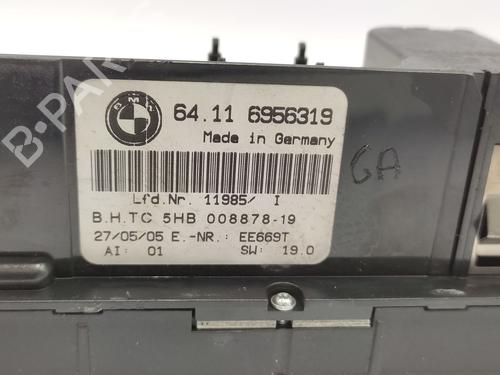 BMW
64.11 6956319
Made in Germany
Lfd.Nr. 11985/ I
B.H.TC 5HB 008878-19
27/05/05 E.-NR.: EE669T
AI: 01 SW: 19.0
GA
B-PARTS